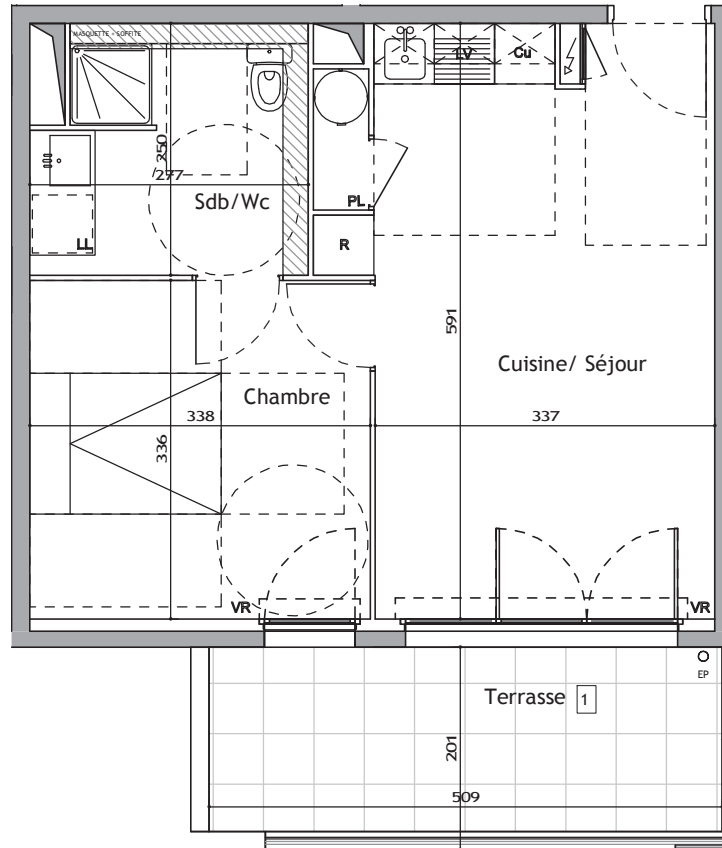 MASQUETTE + SOFFITE
LV
Cu
250
277
Sdb/Wc
PL
LL
R
591
Cuisine/ Séjour
Chambre
338
337
336
VR
VR
EP
Terrasse 1
201
509